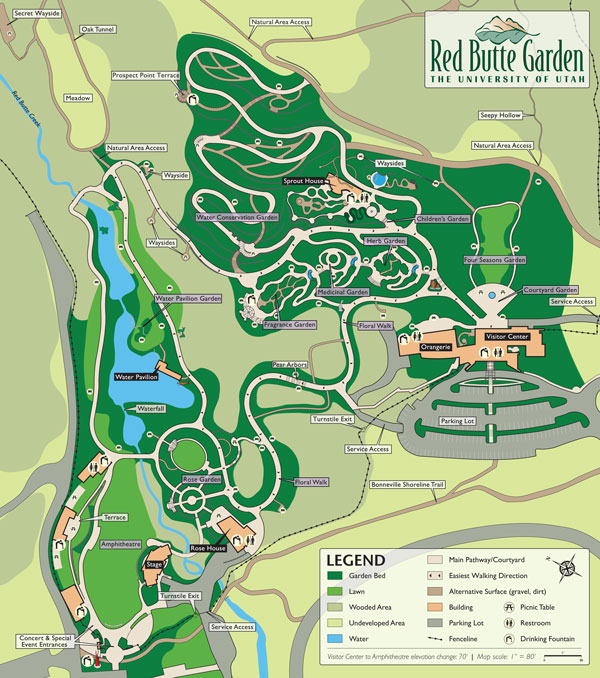 Secret Wayside
Oak Tunnel
Natural Area Access
Red Butte Garden
THE UNIVERSITY OF UTAH
Prospect Point Terrace
Red Butte Creek
Meadow
Seepy Hollow
Natural Area Access
Natural Area Access
Waysides
Wayside
Sprout House
Water Conservation Garden
Children's Garden
Waysides
Herb Garden
Four Seasons Garden
Medicinal Garden
Courtyard Garden
Water Pavilion Garden
Service Access
Fragrance Garden
Floral Walk
Visitor Center
Orangerie
Pear Arbors
Water Pavilion
Waterfall
Turnstile Exit
Parking Lot
Service Access
Rose Garden
Floral Walk
Bonneville Shoreline Trail
Terrace
Amphitheatre
Rose House
Stage
Turnstile Exit
Service Access
Concert & Special
Event Entrances
LEGEND
Garden Bed
Lawn
Wooded Area
Undeveloped Area
Water
Main Pathway/Courtyard
Easiest Walking Direction
Alternative Surface (gravel, dirt)
Building
Parking Lot
Fenceline
Picnic Table
Restroom
Drinking Fountain
N
Visitor Center to Amphitheatre elevation change: 70' | Map scale: 1" = 80'